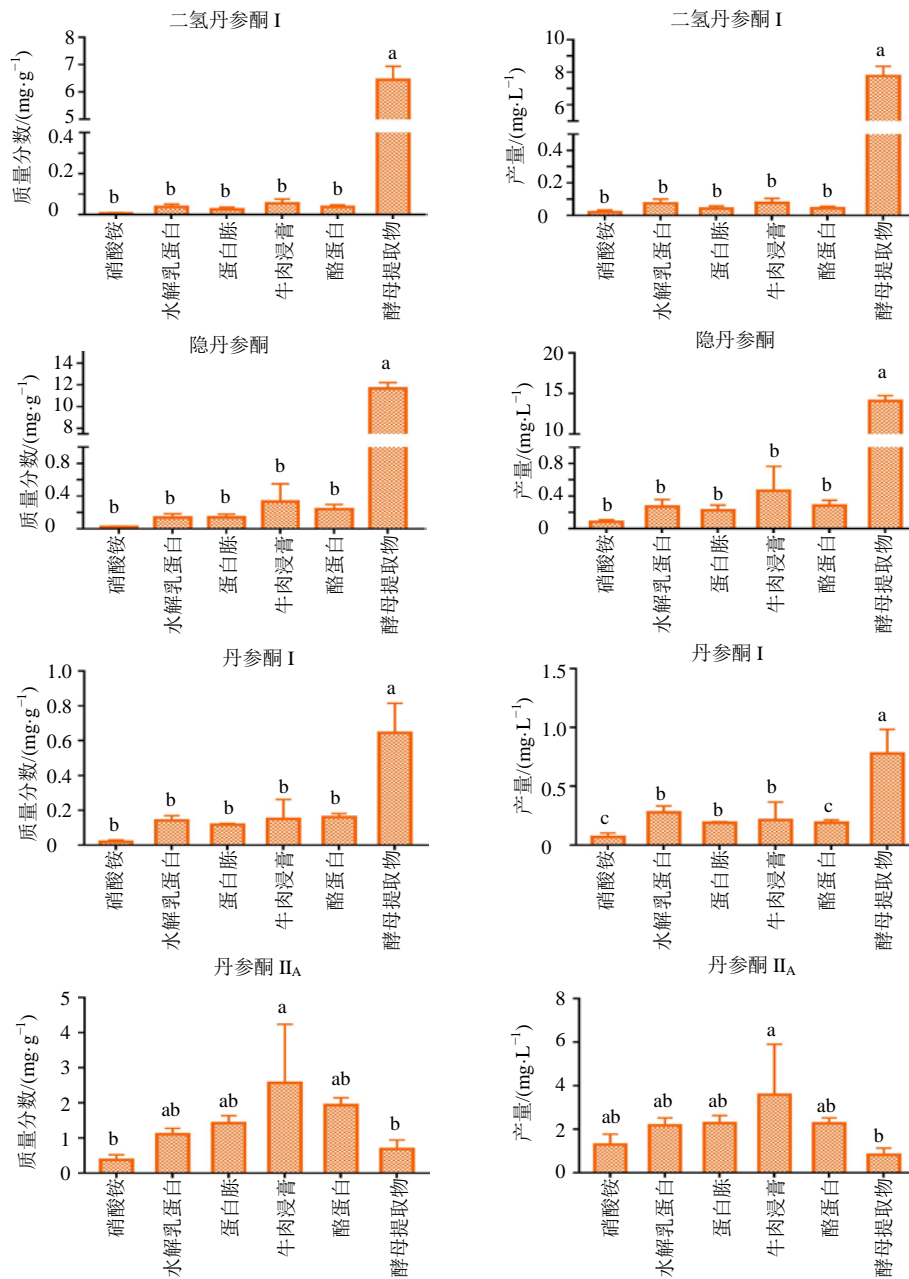 二氢丹参酮 I
质量分数/(mg·g⁻¹)
8
7
6
5
0.4
0.2
0
b
b
b
b
b
a
硝酸铵
水解乳蛋白
蛋白胨
牛肉浸膏
酪蛋白
酵母提取物
二氢丹参酮 I
产量/(mg·L⁻¹)
10
8
6
0.4
0.2
0
b
b
b
b
b
a
硝酸铵
水解乳蛋白
蛋白胨
牛肉浸膏
酪蛋白
酵母提取物
隐丹参酮
质量分数/(mg·g⁻¹)
14
12
10
8
0.8
0.4
0
b
b
b
b
b
a
硝酸铵
水解乳蛋白
蛋白胨
牛肉浸膏
酪蛋白
酵母提取物
隐丹参酮
产量/(mg·L⁻¹)
20
15
10
0.8
0.4
0
b
b
b
b
b
a
硝酸铵
水解乳蛋白
蛋白胨
牛肉浸膏
酪蛋白
酵母提取物
丹参酮 I
质量分数/(mg·g⁻¹)
1.0
0.8
0.6
0.4
0.2
0
b
b
b
b
b
a
硝酸铵
水解乳蛋白
蛋白胨
牛肉浸膏
酪蛋白
酵母提取物
丹参酮 I
产量/(mg·L⁻¹)
1.5
1.0
0.5
0
c
b
b
b
c
a
硝酸铵
水解乳蛋白
蛋白胨
牛肉浸膏
酪蛋白
酵母提取物
丹参酮 II_A
质量分数/(mg·g⁻¹)
5
4
3
2
1
0
b
ab
ab
a
ab
b
硝酸铵
水解乳蛋白
蛋白胨
牛肉浸膏
酪蛋白
酵母提取物
丹参酮 II_A
产量/(mg·L⁻¹)
8
6
4
2
0
ab
ab
ab
a
ab
b
硝酸铵
水解乳蛋白
蛋白胨
牛肉浸膏
酪蛋白
酵母提取物